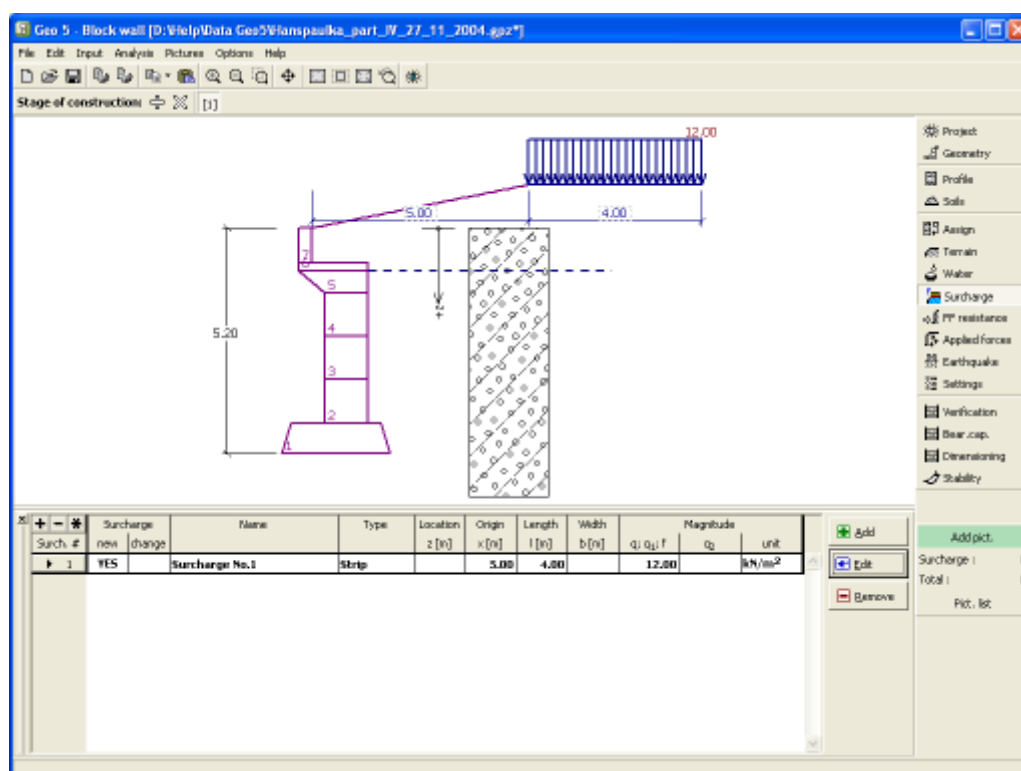 Geo 5 - Block wall [D:\Help\Data Geo5\Hanspaulka_part_IV_27_11_2004.gpz*]
File Edit Input Analysis Pictures Options Help
Stage of construction: [1]
12.00
5.00 4.00
7
6
5
+z
5.20
4
3
2
1
Project
Geometry
Profile
Soils
Assign
Terrain
Water
Surcharge
FF resistance
Applied forces
Earthquake
Settings
Verification
Bear.cap.
Dimensioning
Stability
+ - * Surcharge Name Type Location Origin Length Width Magnitude
Surch. # new change z [m] x [m] l [m] b [m] q; q1; f q2 unit
1 YES Surcharge No.1 Strip 5.00 4.00 12.00 kN/m2
Add
Edit
Remove
Add pict.
Surcharge :
Total :
Pict. list